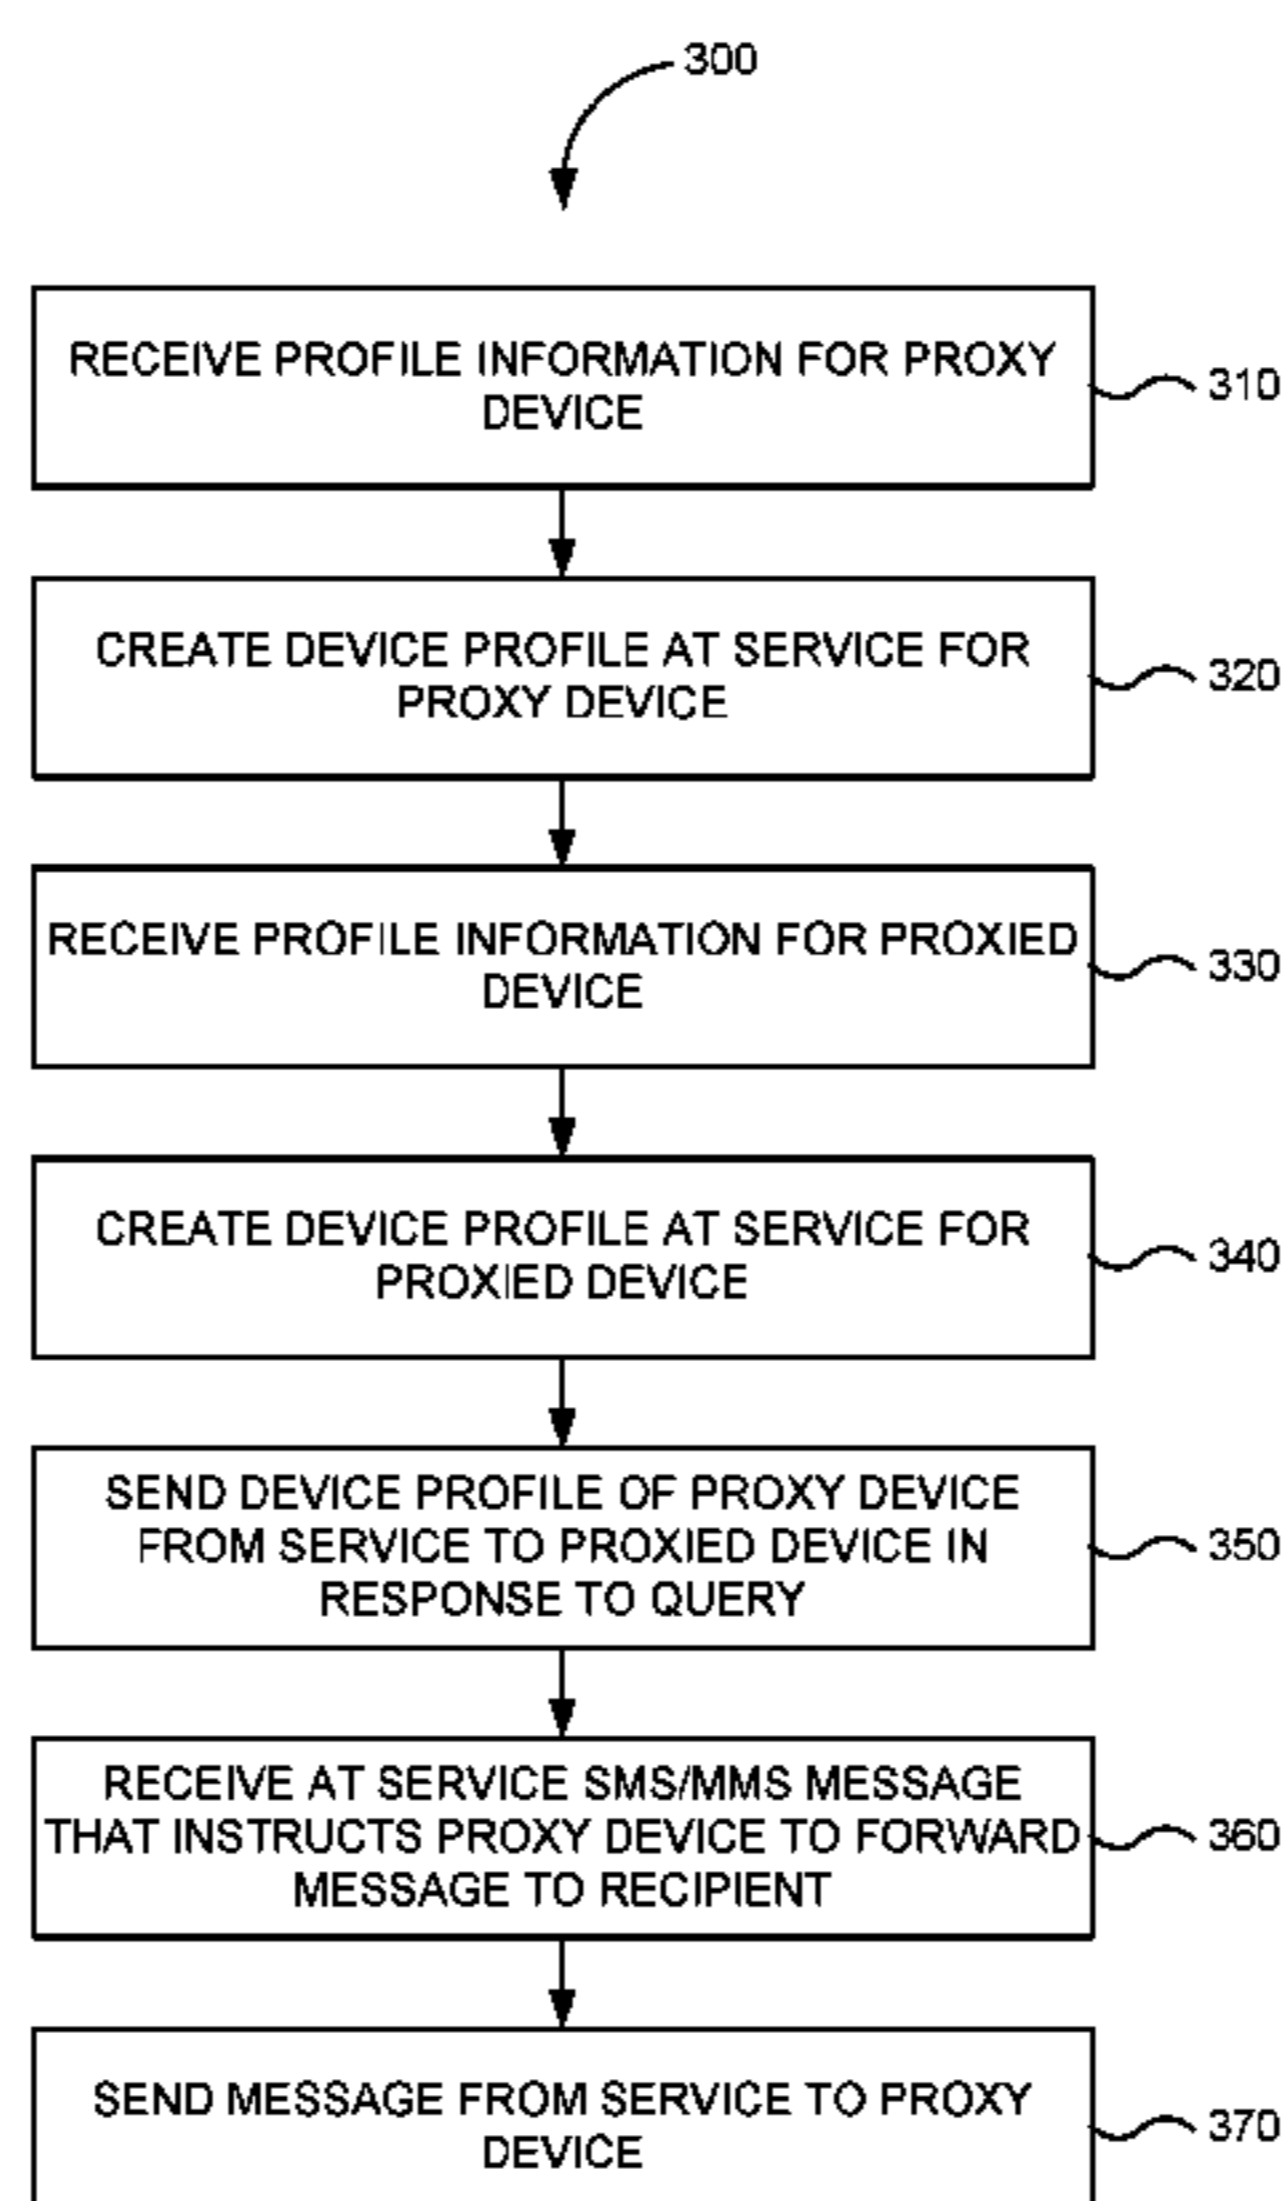 300
RECEIVE PROFILE INFORMATION FOR PROXY
DEVICE
310
CREATE DEVICE PROFILE AT SERVICE FOR
PROXY DEVICE
320
RECEIVE PROFILE INFORMATION FOR PROXIED
DEVICE
330
CREATE DEVICE PROFILE AT SERVICE FOR
PROXIED DEVICE
340
SEND DEVICE PROFILE OF PROXY DEVICE
FROM SERVICE TO PROXIED DEVICE IN
RESPONSE TO QUERY
350
RECEIVE AT SERVICE SMS/MMS MESSAGE
THAT INSTRUCTS PROXY DEVICE TO FORWARD
MESSAGE TO RECIPIENT
360
SEND MESSAGE FROM SERVICE TO PROXY
DEVICE
370